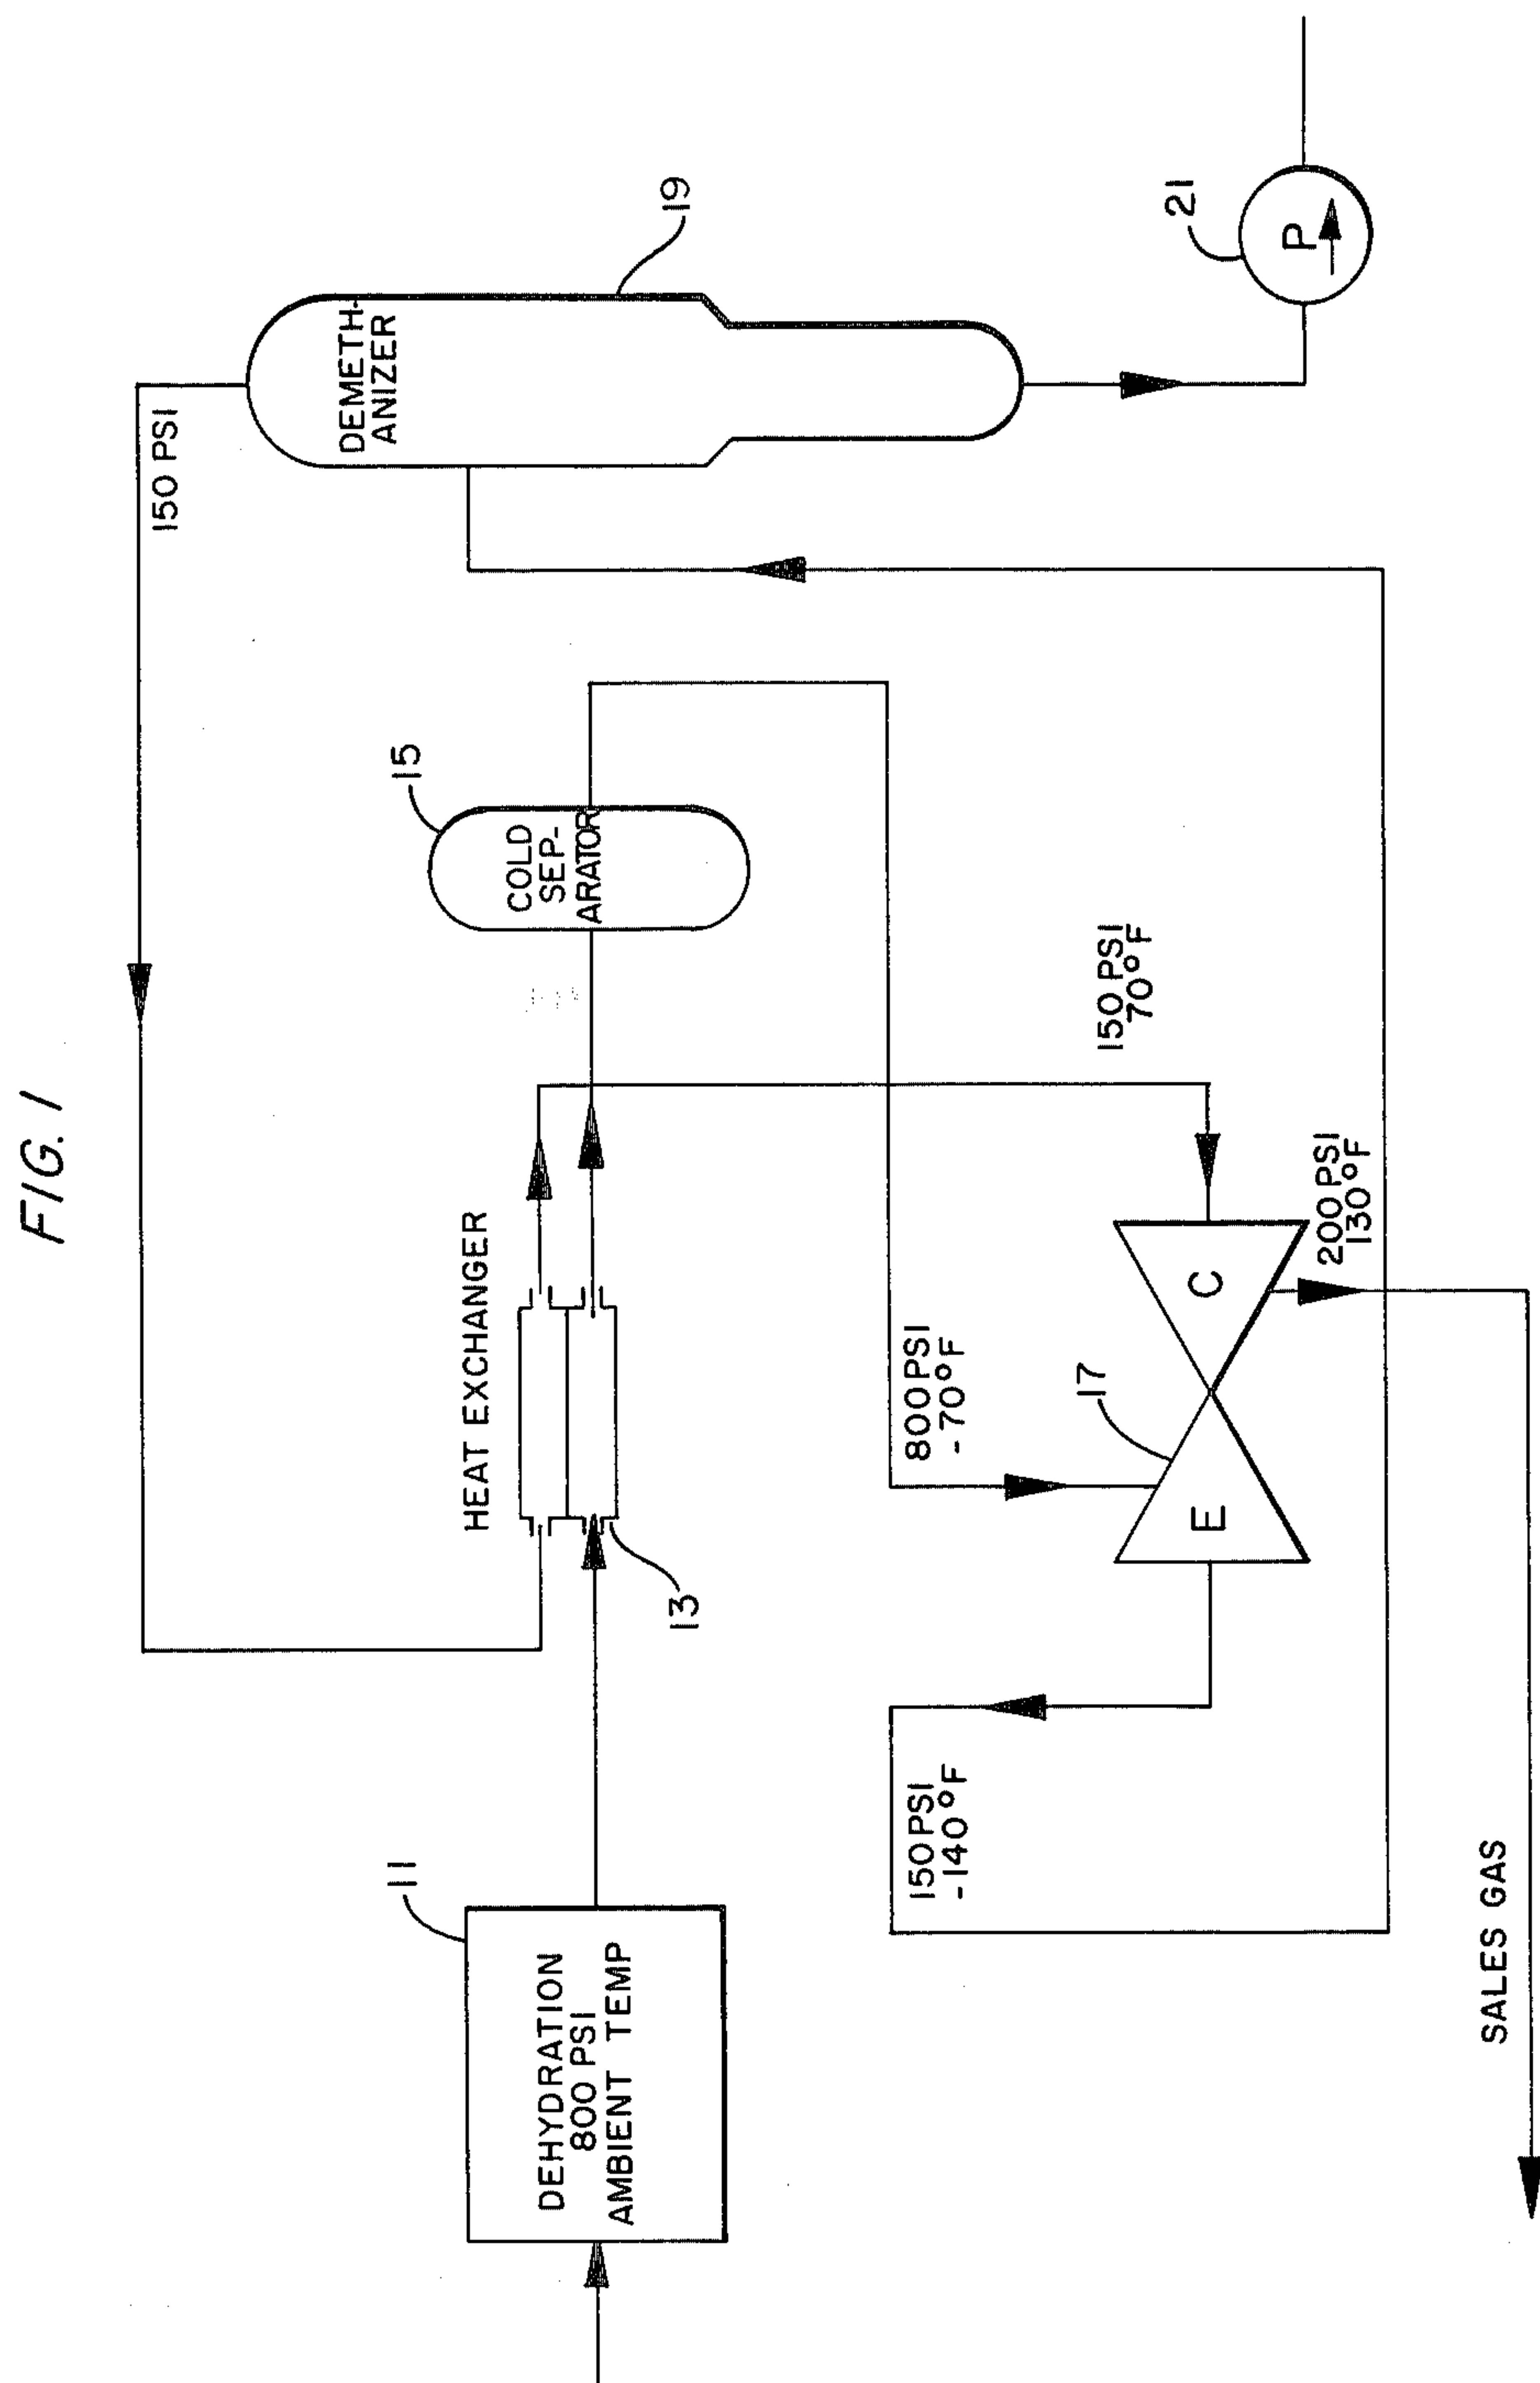 FIG. 1
150 PSI
DEMETH-
ANIZER
19
15
COLD
SEP-
ARATOR
HEAT EXCHANGER
13
11
DEHYDRATION
800 PSI
AMBIENT TEMP
21
P
150 PSI
70°F
800 PSI
-70°F
17
E
C
200 PSI
130°F
150 PSI
-140°F
SALES GAS